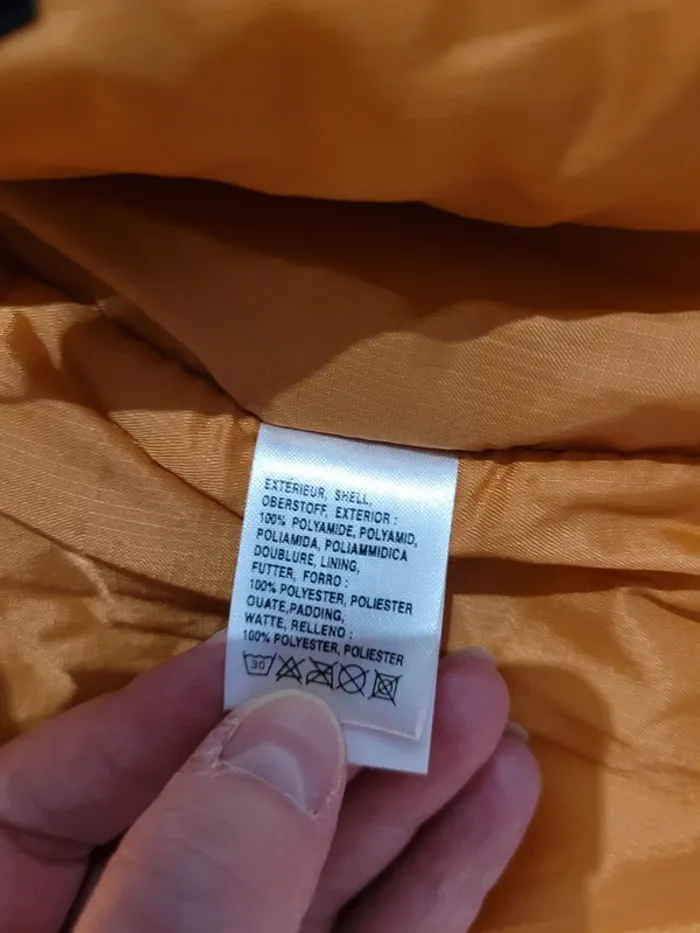 EXTÉRIEUR, SHELL,
OBERSTOFF, EXTERIOR :
100% POLYAMIDE, POLYAMID,
POLIAMIDA, POLIAMMIDICA
DOUBLURE, LINING,
FUTTER, FORRO :
100% POLYESTER, POLIESTER
OUATE,PADDING,
WATTE, RELLENO :
100% POLYESTER, POLIESTER
30